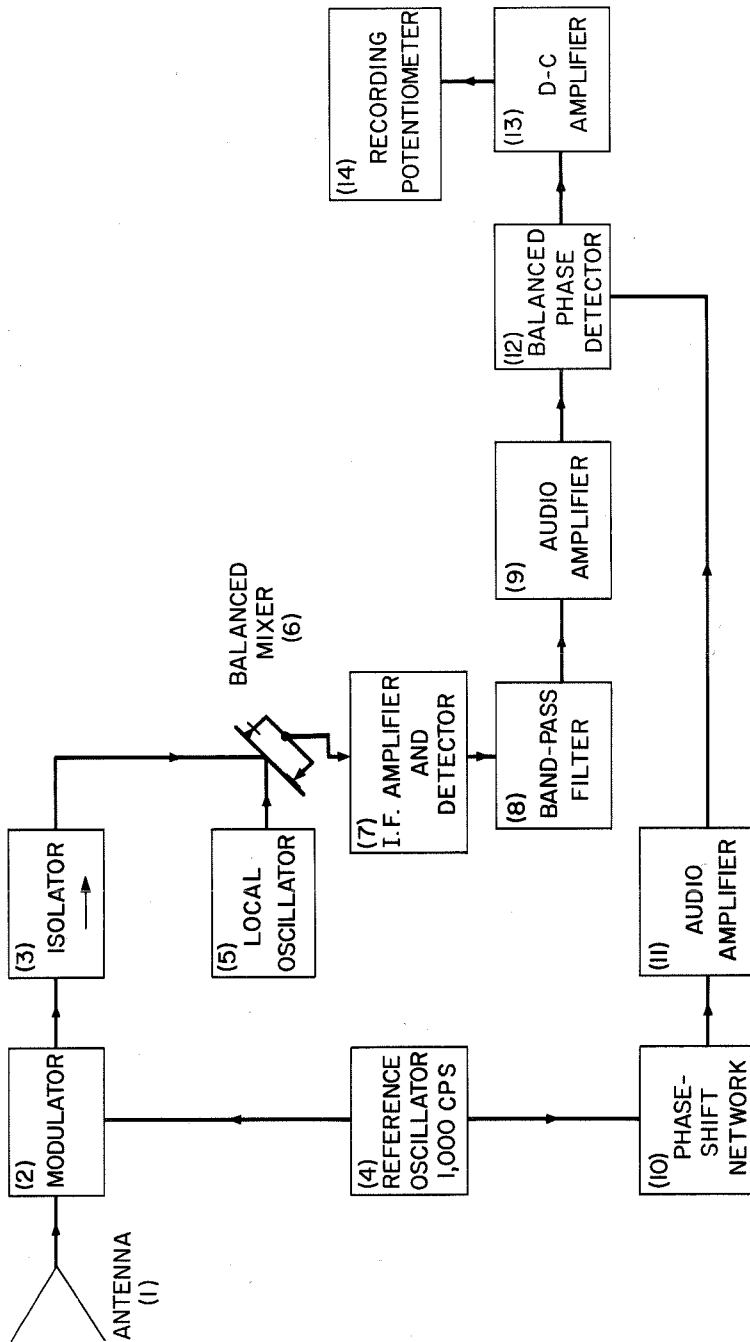 ANTENNA
(1)
(2)
MODULATOR
(3)
ISOLATOR
(4)
REFERENCE
OSCILLATOR
1,000 CPS
(5)
LOCAL
OSCILLATOR
BALANCED
MIXER
(6)
(7)
I.F. AMPLIFIER
AND
DETECTOR
(8)
BAND-PASS
FILTER
(9)
AUDIO
AMPLIFIER
(10)
PHASE-
SHIFT
NETWORK
(11)
AUDIO
AMPLIFIER
(12)
BALANCED
PHASE
DETECTOR
(13)
D-C
AMPLIFIER
(14)
RECORDING
POTENTIOMETER